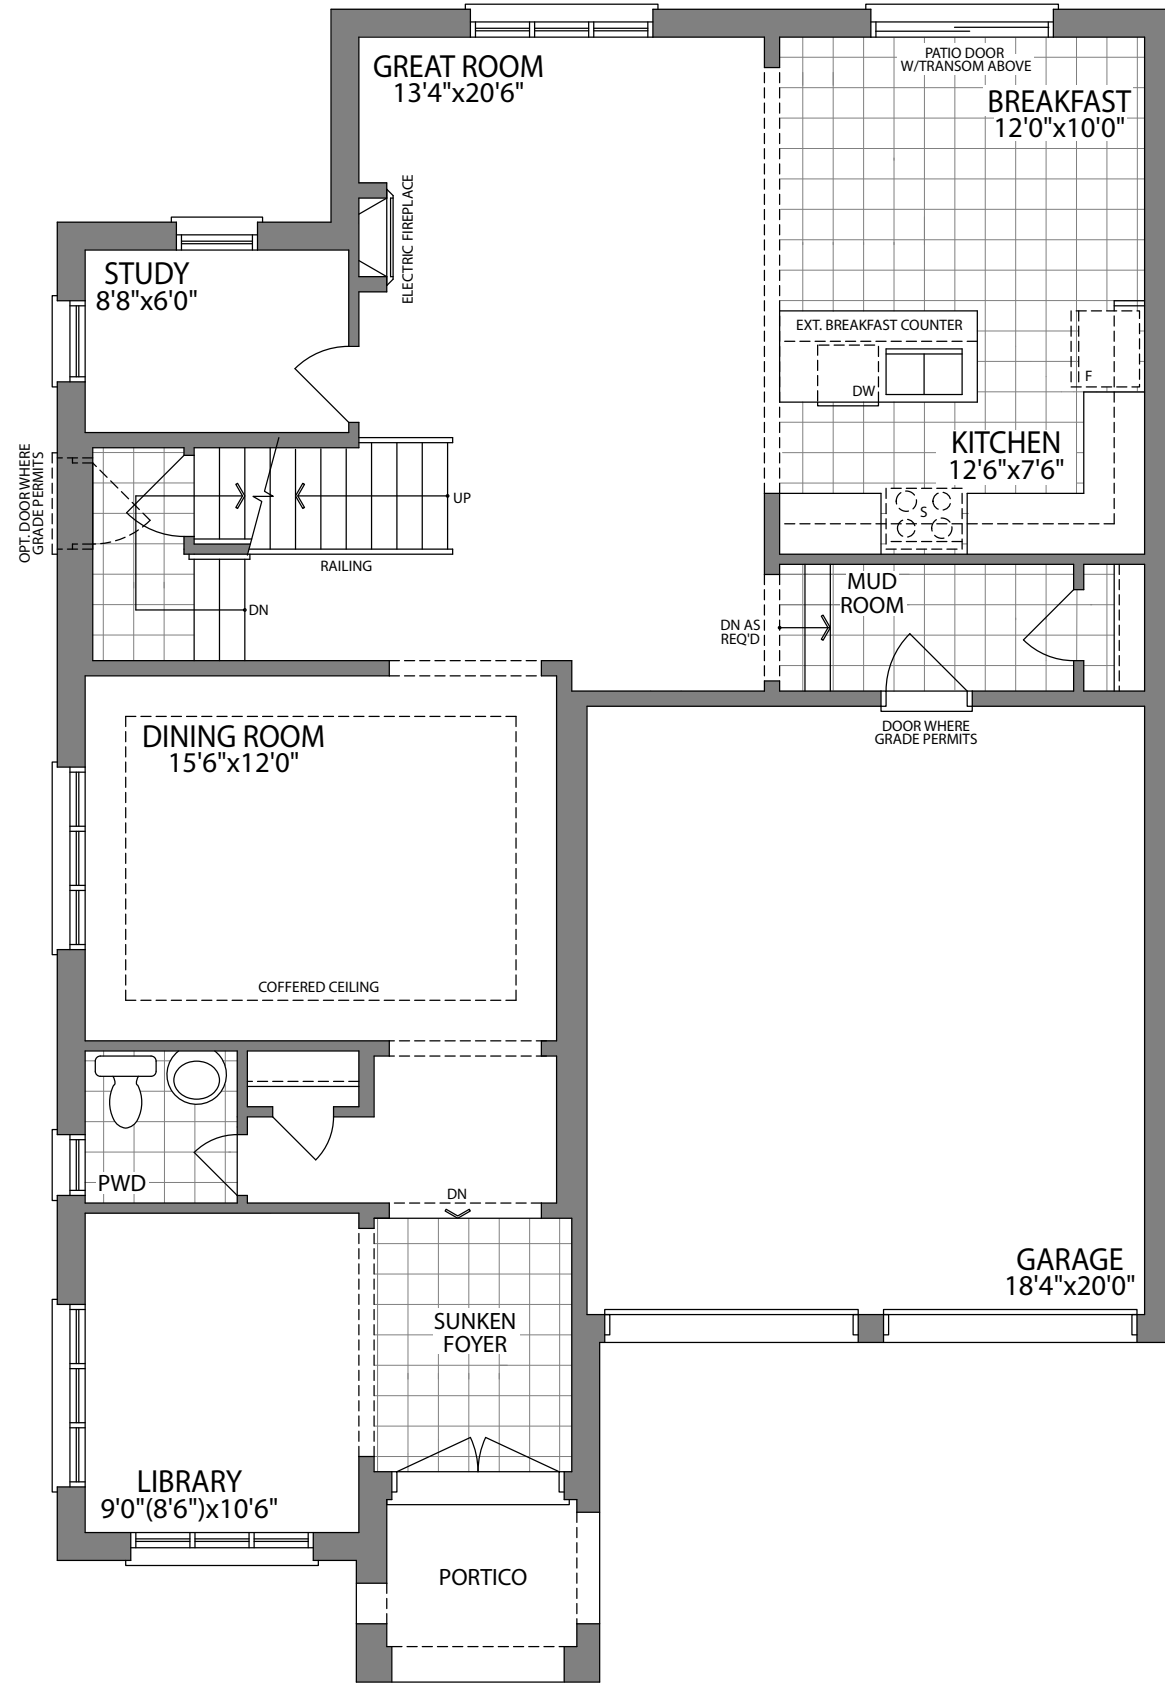 GREAT ROOM
13'4"x20'6"
PATIO DOOR
W/TRANSOM ABOVE
BREAKFAST
12'0"x10'0"
ELECTRIC FIREPLACE
STUDY
8'8"x6'0"
EXT. BREAKFAST COUNTER
DW
F
KITCHEN
12'6"x7'6"
S
OPT. DOOR WHERE
GRADE PERMITS
UP
RAILING
DN
MUD
ROOM
DN AS
REQ'D
DOOR WHERE
GRADE PERMITS
DINING ROOM
15'6"x12'0"
COFFERED CEILING
PWD
DN
GARAGE
18'4"x20'0"
SUNKEN
FOYER
LIBRARY
9'0"(8'6")x10'6"
PORTICO